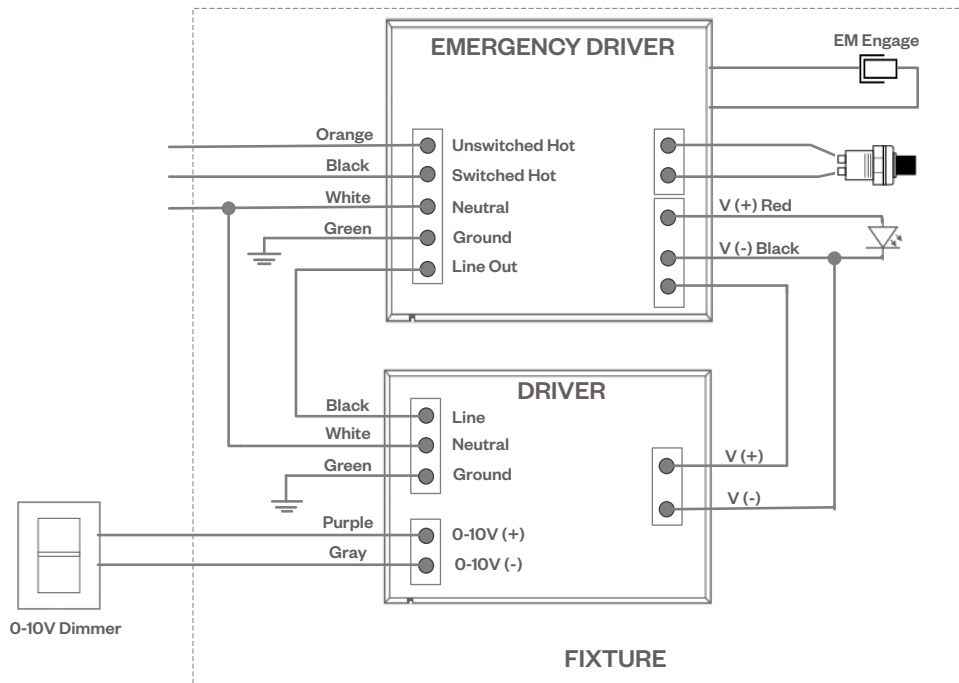 EMERGENCY DRIVER
EM Engage
Orange
Unswitched Hot
Black
Switched Hot
White
Neutral
V (+) Red
Green
Ground
V (-) Black
Line Out
DRIVER
Black
Line
White
Neutral
V (+)
Green
Ground
V (-)
Purple
0-10V (+)
Gray
0-10V (-)
0-10V Dimmer
FIXTURE